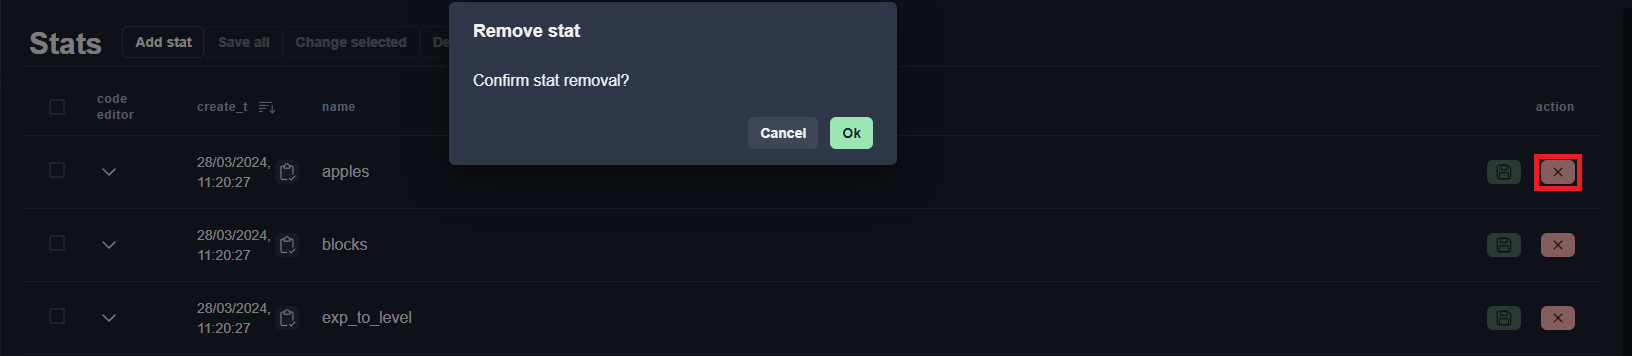 Remove stat
Confirm stat removal?
Cancel Ok
Stats Add stat Save all Change selected De
code editor create_t name action
28/03/2024, 11:20:27 apples
28/03/2024, 11:20:27 blocks
28/03/2024, 11:20:27 exp_to_level